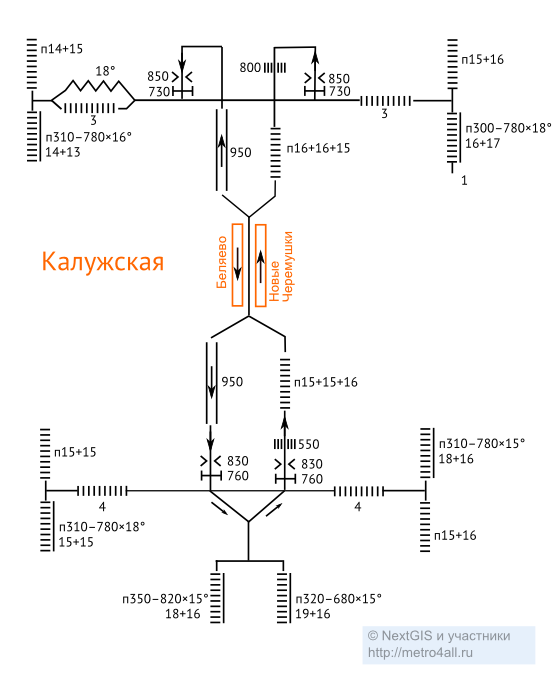 п14+15
18°
3
п310–780×16°
14+13
850
730
800
850
730
3
п15+16
п300–780×18°
16+17
1
950
п16+16+15
Калужская
Беляево
Новые
Черемушки
950
п15+15+16
550
830
760
830
760
п15+15
4
п310–780×18°
15+15
4
п310–780×15°
18+16
п15+16
п350–820×15°
18+16
п320–680×15°
19+16
© NextGIS и участники
http://metro4all.ru